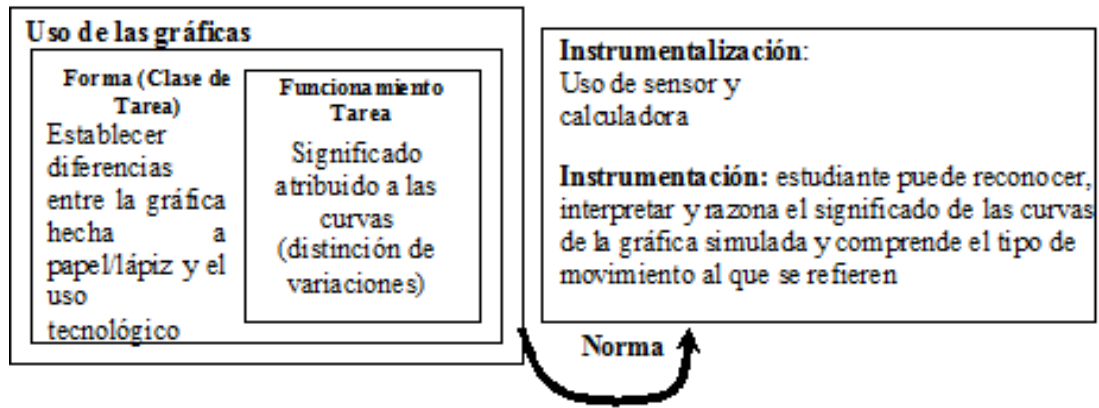 Uso de las gráficas
Forma (Clase de
Tarea)
Establecer
diferencias
entre la gráfica
hecha a
papel/lápiz y el
uso
tecnológico
Funcionamiento
Tarea
Significado
atribuido a las
curvas
(distinción de
variaciones)
Instrumentalización:
Uso de sensor y
calculadora
Instrumentación: estudiante puede reconocer,
interpretar y razona el significado de las curvas
de la gráfica simulada y comprende el tipo de
movimiento al que se refieren
Norma